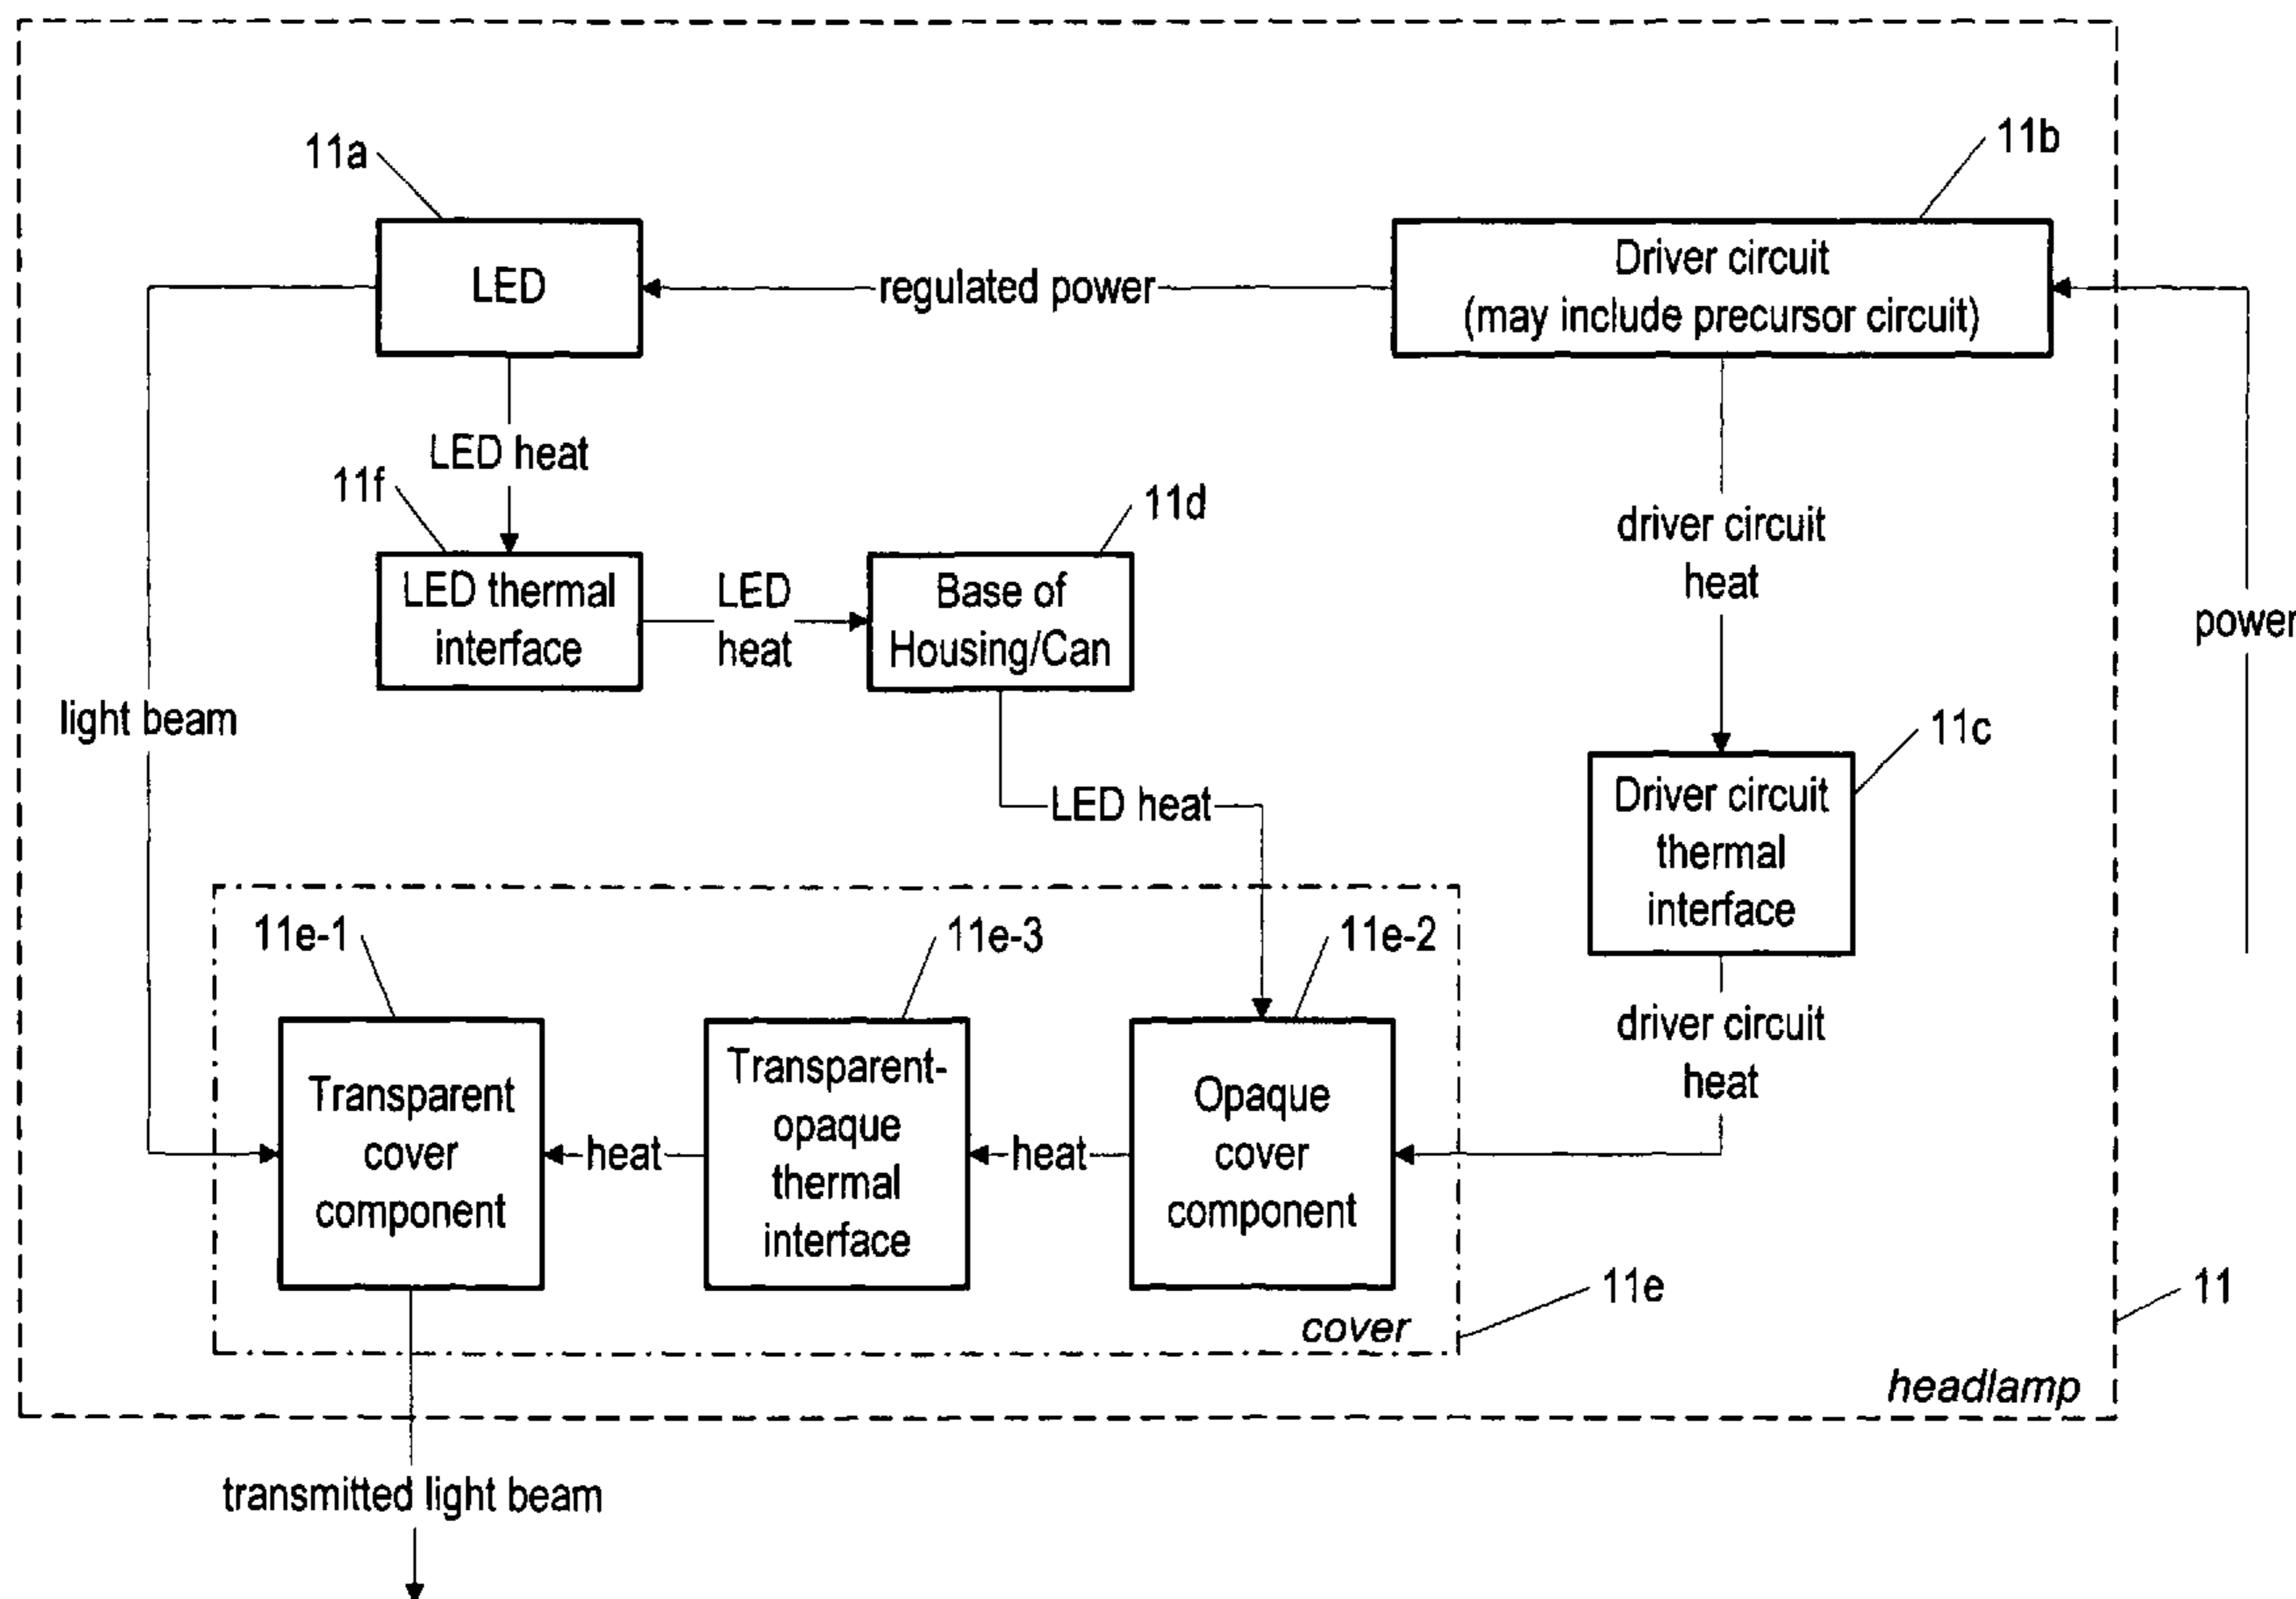 11a
11b
LED
regulated power
Driver circuit
(may include precursor circuit)
LED heat
11f
11d
driver circuit
heat
power
LED thermal
interface
LED
heat
Base of
Housing/Can
light beam
11c
LED heat
Driver circuit
thermal
interface
11e-1
11e-3
11e-2
driver circuit
heat
Transparent
cover
component
heat
Transparent-
opaque
thermal
interface
heat
Opaque
cover
component
11e
11
cover
headlamp
transmitted light beam